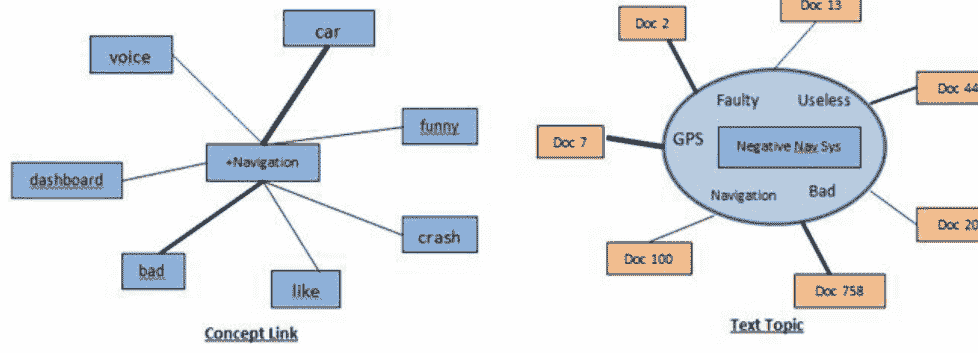 car
voice
funny
+Navigation
dashboard
crash
bad
like
Concept Link
Doc 13
Doc 2
Doc 44
Faulty
Useless
Doc 7
GPS
Negative Nav Sys
Navigation
Bad
Doc 20
Doc 100
Doc 758
Text Topic